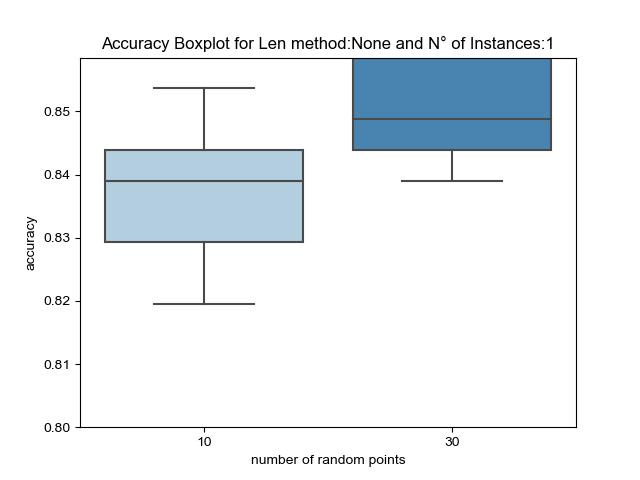 Accuracy Boxplot for Len method:None and N° of Instances:1
0.85
0.84
0.83
0.82
0.81
0.80
accuracy
10
30
number of random points